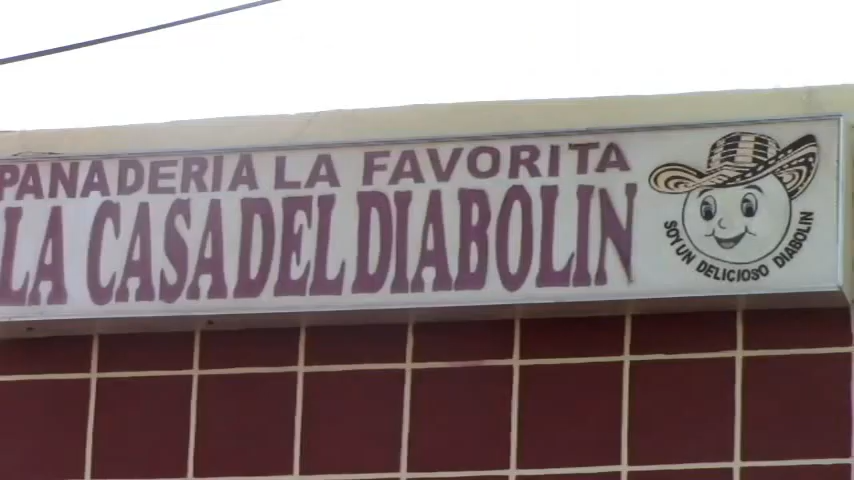 PANADERIA LA FAVORITA
LA CASA DEL DIABOLIN
SOY UN DELICIOSO DIABOLIN